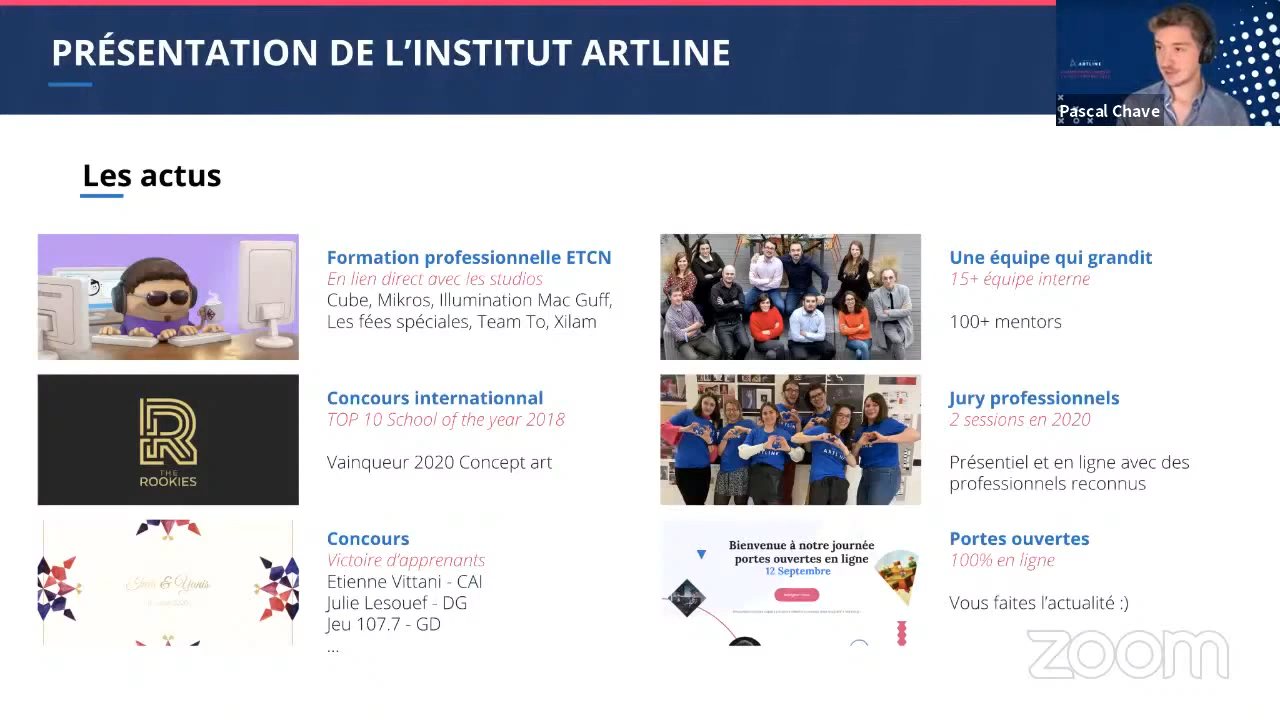 PRÉSENTATION DE L'INSTITUT ARTLINE
ARTLINE
Pascal Chave
Les actus
Formation professionnelle ETCN
En lien direct avec les studios
Cube, Mikros, Illumination Mac Guff,
Les fées spéciales, Team To, Xilam
Une équipe qui grandit
15+ équipe interne
100+ mentors
THE
ROOKIES
Concours internationnal
TOP 10 School of the year 2018
Vainqueur 2020 Concept art
ARTLINE
Jury professionnels
2 sessions en 2020
Présentiel et en ligne avec des
professionnels reconnus
Concours
Victoire d'apprenants
Etienne Vittani - CAI
Julie Lesouef - DG
Jeu 107.7 - GD
...
Bienvenue à notre journée
portes ouvertes en ligne
12 Septembre
Portes ouvertes
100% en ligne
Vous faites l'actualité :)
zoom